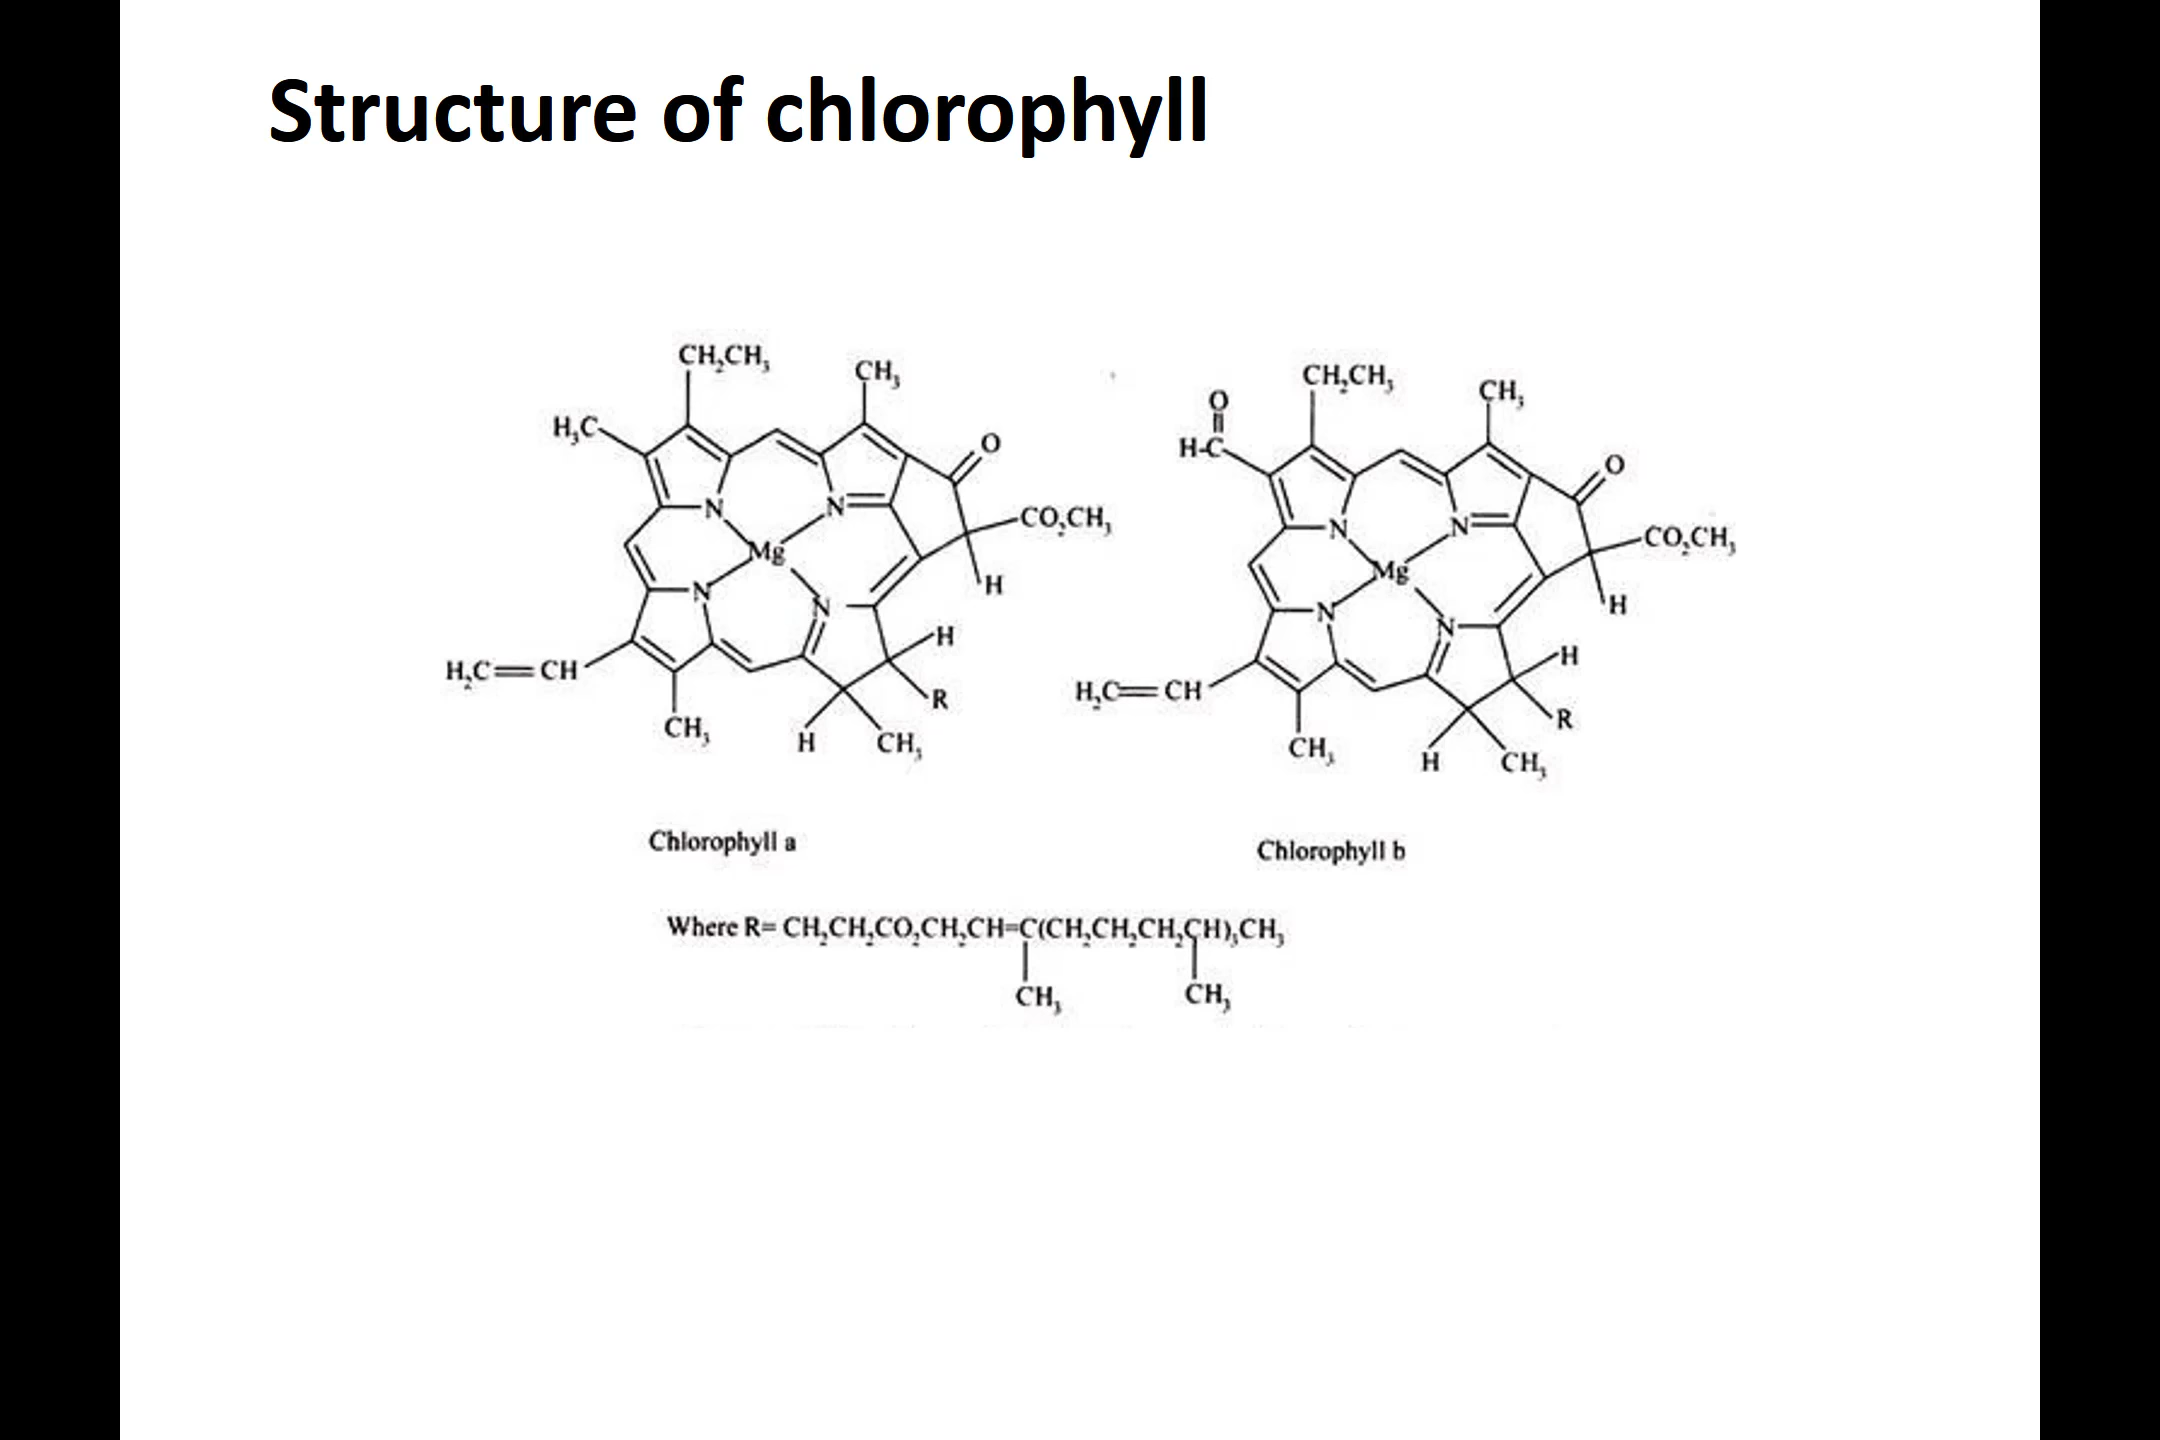 Structure of chlorophyll
CH₂CH₃
CH₃
H₃C
O
N
N
CO₂CH₃
Mg
H
N
N
H
H₂C=CH
R
CH₃
H
CH₃
Chlorophyll a
CH₂CH₃
CH₃
O
H-C
O
N
N
CO₂CH₃
Mg
H
N
N
H
H₂C=CH
R
CH₃
H
CH₃
Chlorophyll b
Where R= CH₂CH₂CO₂CH₂CH=C(CH₂CH₂CH₂CH)₃CH₃
CH₃ CH₃